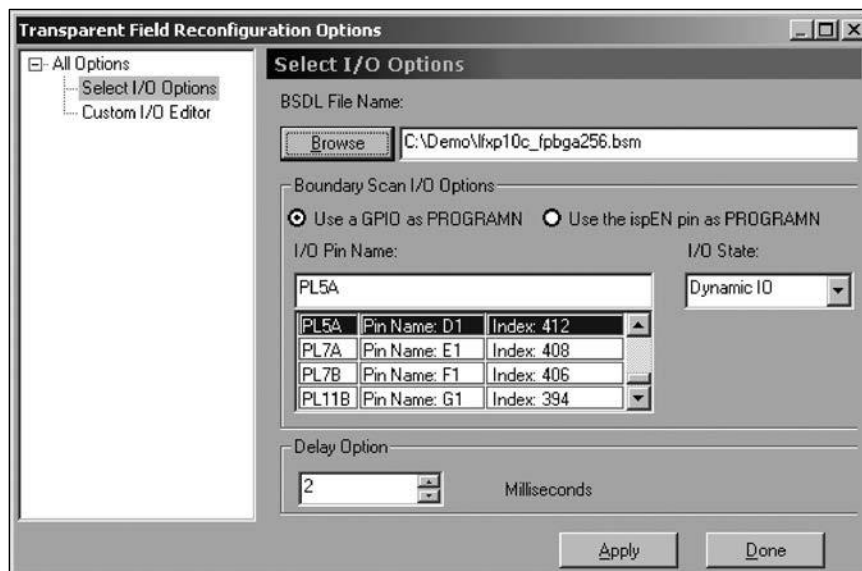 Transparent Field Reconfiguration Options
All Options
Select I/O Options
Custom I/O Editor
Select I/O Options
BSDL File Name:
Browse
C:\Demo\lfxp10c_fpbga256.bsm
Boundary Scan I/O Options
Use a GPIO as PROGRAMN Use the ispEN pin as PROGRAMN
I/O Pin Name: I/O State:
PL5A Dynamic IO
PL5A Pin Name: D1 Index: 412
PL7A Pin Name: E1 Index: 408
PL7B Pin Name: F1 Index: 406
PL11B Pin Name: G1 Index: 394
Delay Option
2 Milliseconds
Apply Done